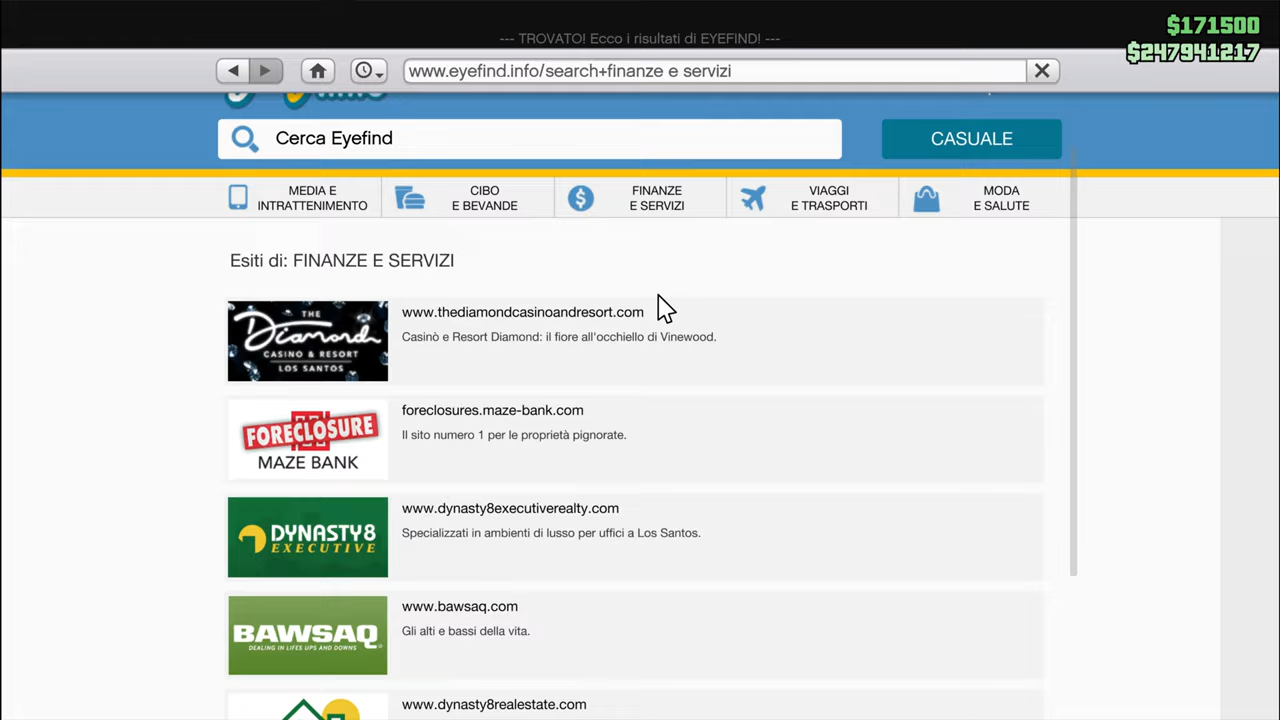 $171500
--- TROVATO! Ecco i risultati di EYEFIND! ---
$247941217
www.eyefind.info/search+finanze e servizi
Cerca Eyefind
CASUALE
MEDIA E
INTRATTENIMENTO
CIBO
E BEVANDE
FINANZE
E SERVIZI
VIAGGI
E TRASPORTI
MODA
E SALUTE
Esiti di: FINANZE E SERVIZI
THE
Diamond
CASINO & RESORT
LOS SANTOS
www.thediamondcasinoandresort.com
Casinò e Resort Diamond: il fiore all'occhiello di Vinewood.
FORECLOSURE
MAZE BANK
foreclosures.maze-bank.com
Il sito numero 1 per le proprietà pignorate.
DYNASTY8
EXECUTIVE
www.dynasty8executiverealty.com
Specializzati in ambienti di lusso per uffici a Los Santos.
BAWSAQ
DEALING IN LIFES UPS AND DOWNS
www.bawsaq.com
Gli alti e bassi della vita.
www.dynasty8realestate.com